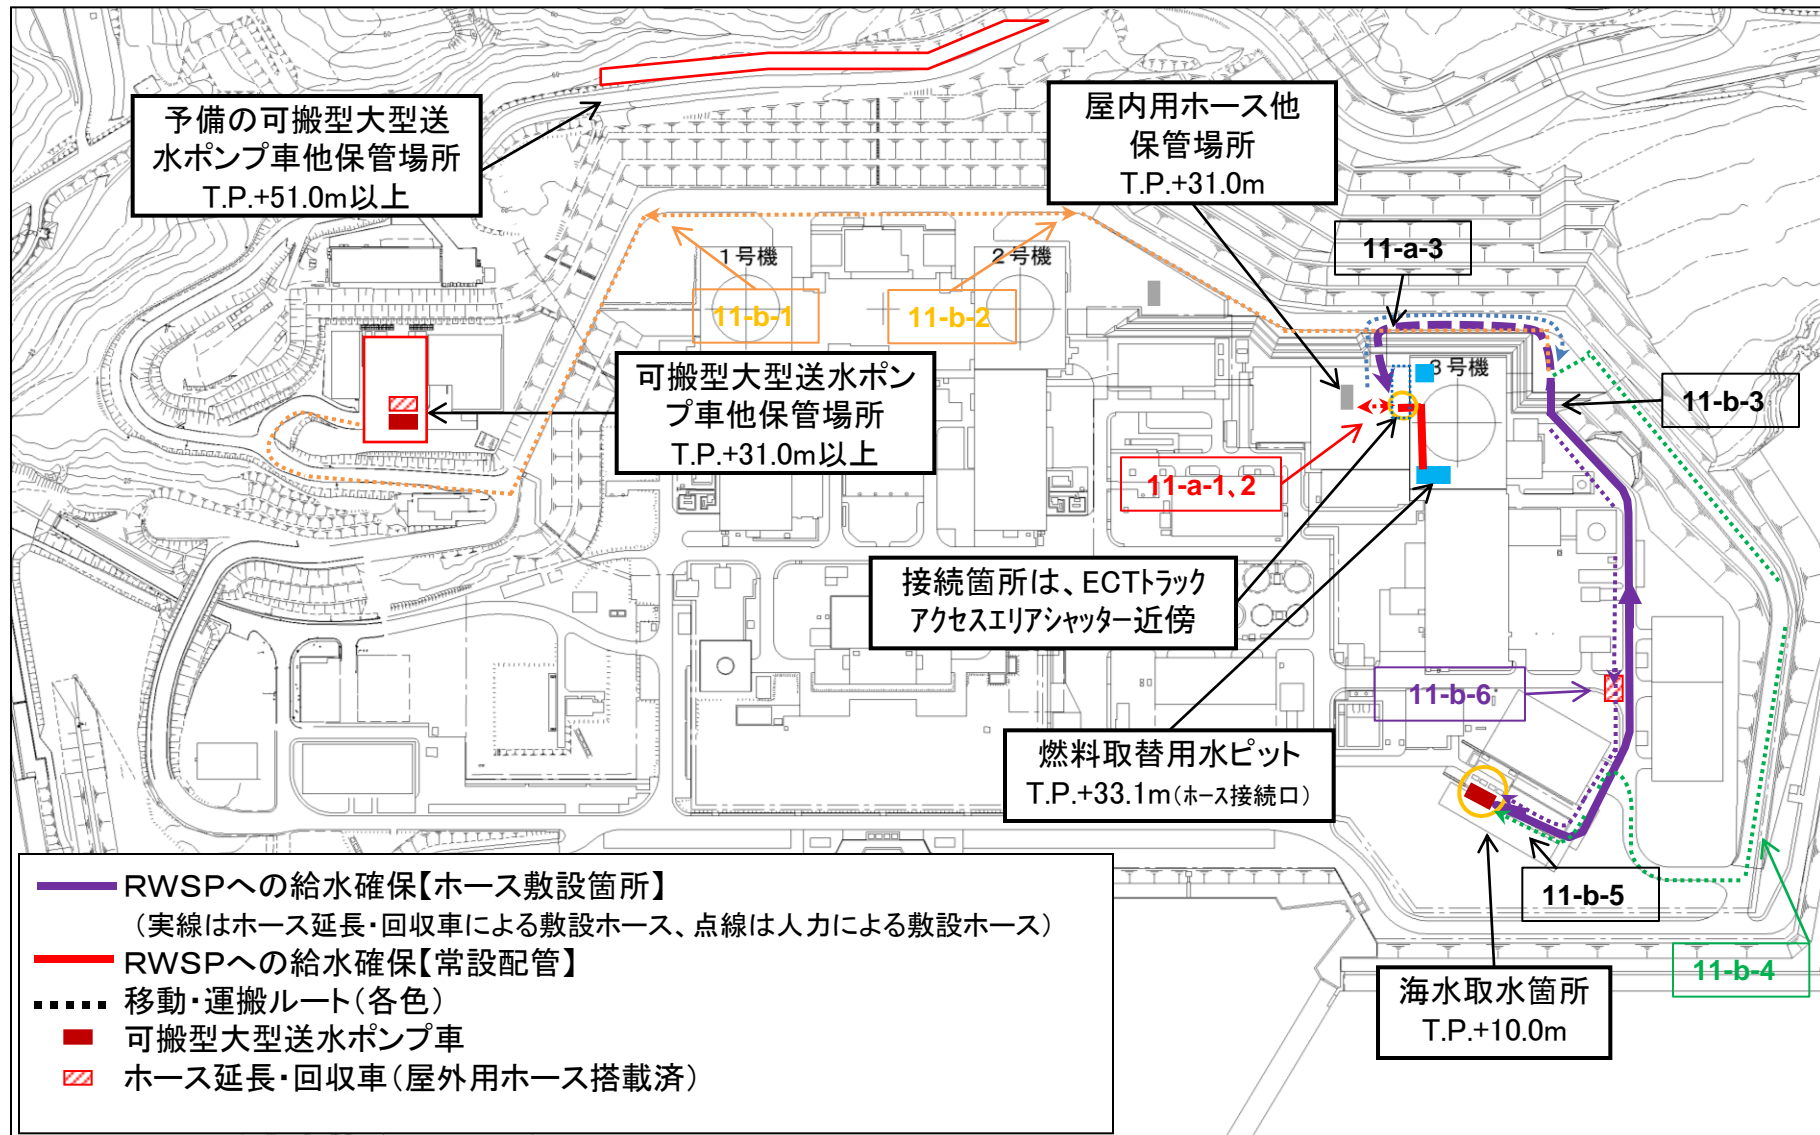 予備の可搬型大型送
水ポンプ車他保管場所
T.P.+51.0m以上
屋内用ホース他
保管場所
T.P.+31.0m
11-a-3
1号機
2号機
11-b-1
11-b-2
可搬型大型送水ポン
プ車他保管場所
T.P.+31.0m以上
3号機
11-b-3
11-a-1、2
接続箇所は、ECTトラック
アクセスエリアシャッター近傍
11-b-6
燃料取替用水ピット
T.P.+33.1m(ホース接続口)
11-b-5
11-b-4
海水取水箇所
T.P.+10.0m
RWSPへの給水確保【ホース敷設箇所】
(実線はホース延長・回収車による敷設ホース、点線は人力による敷設ホース)
RWSPへの給水確保【常設配管】
移動・運搬ルート(各色)
可搬型大型送水ポンプ車
ホース延長・回収車(屋外用ホース搭載済)